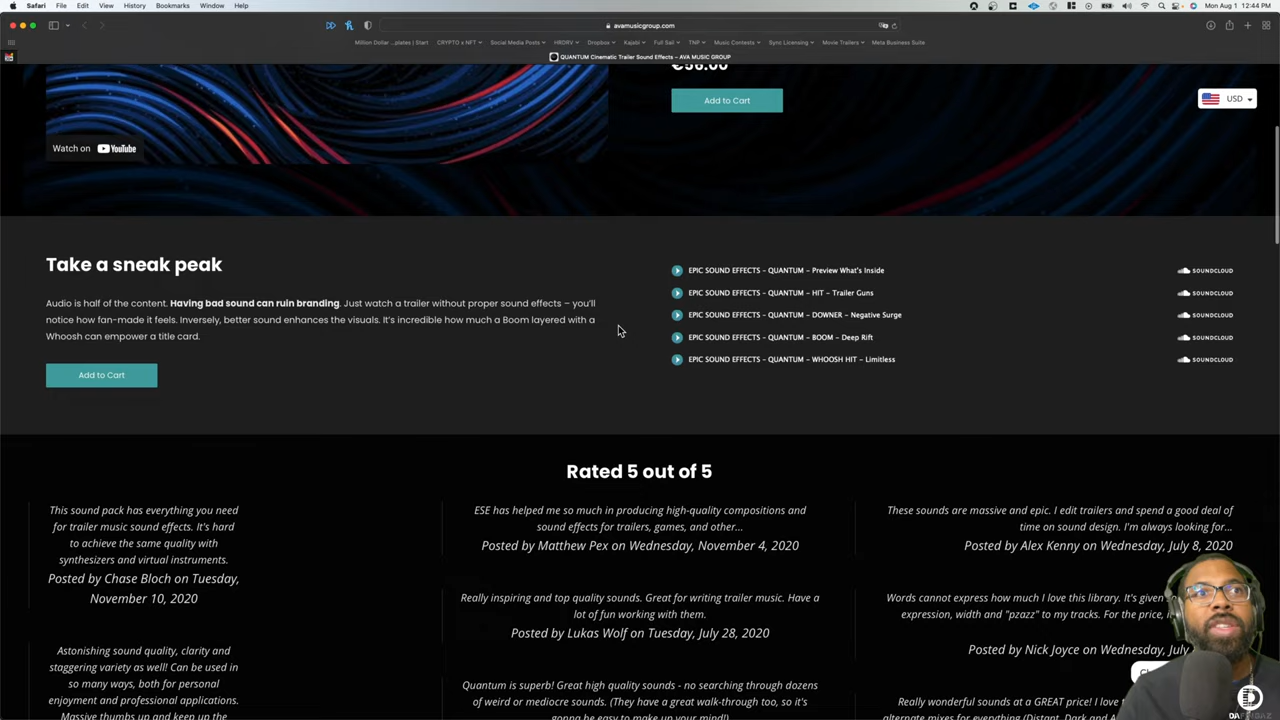 Safari File Edit View History Bookmarks Window Help
Mon Aug 1 12:44 PM
avamusicgroup.com
Million Dollar ...plates | Start CRYPTO x NFT Social Media Posts HRDRV Dropbox Kajabi Full Sail TNP Music Contests Sync Licensing Movie Trailers Meta Business Suite
QUANTUM Cinematic Trailer Sound Effects – AVA MUSIC GROUP
€56.00
Add to Cart
USD
Watch on YouTube
Take a sneak peak
Audio is half of the content. Having bad sound can ruin branding. Just watch a trailer without proper sound effects – you'll
notice how fan-made it feels. Inversely, better sound enhances the visuals. It's incredible how much a Boom layered with a
Whoosh can empower a title card.
Add to Cart
EPIC SOUND EFFECTS – QUANTUM – Preview What's Inside SOUNDCLOUD
EPIC SOUND EFFECTS – QUANTUM – HIT – Trailer Guns SOUNDCLOUD
EPIC SOUND EFFECTS – QUANTUM – DOWNER – Negative Surge SOUNDCLOUD
EPIC SOUND EFFECTS – QUANTUM – BOOM – Deep Rift SOUNDCLOUD
EPIC SOUND EFFECTS – QUANTUM – WHOOSH HIT – Limitless SOUNDCLOUD
Rated 5 out of 5
This sound pack has everything you need
for trailer music sound effects. It's hard
to achieve the same quality with
synthesizers and virtual instruments.
Posted by Chase Bloch on Tuesday,
November 10, 2020
Astonishing sound quality, clarity and
staggering variety as well! Can be used in
so many ways, both for personal
enjoyment and professional applications.
Massive thumbs up and keep up the
ESE has helped me so much in producing high-quality compositions and
sound effects for trailers, games, and other...
Posted by Matthew Pex on Wednesday, November 4, 2020
Really inspiring and top quality sounds. Great for writing trailer music. Have a
lot of fun working with them.
Posted by Lukas Wolf on Tuesday, July 28, 2020
Quantum is superb! Great high quality sounds - no searching through dozens
of weird or mediocre sounds. (They have a great walk-through too, so it's
gonna be easy to make up your mind!)
These sounds are massive and epic. I edit trailers and spend a good deal of
time on sound design. I'm always looking for...
Posted by Alex Kenny on Wednesday, July 8, 2020
Words cannot express how much I love this library. It's given
expression, width and "pzazz" to my tracks. For the price,
Posted by Nick Joyce on Wednesday, July
Really wonderful sounds at a GREAT price! I love
alternate mixes for everything (Distant, Dark and